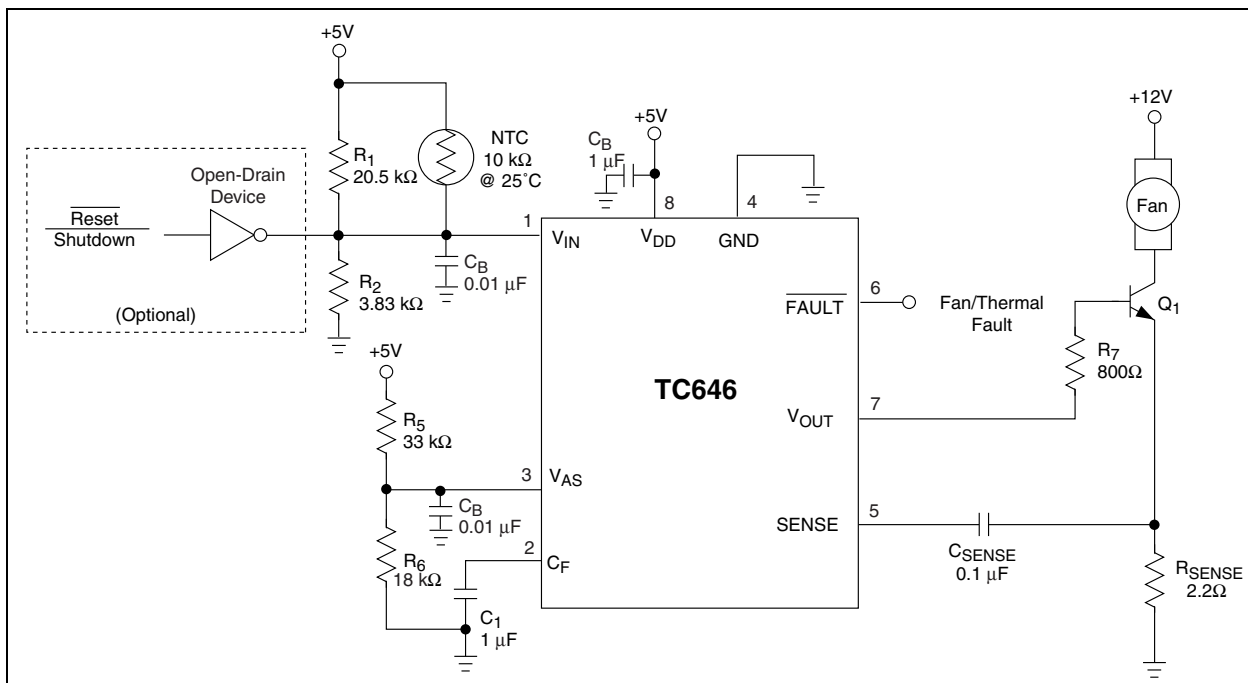 +5V
R1
20.5 kΩ
NTC
10 kΩ
@ 25˚C
Open-Drain
Device
Reset
Shutdown
(Optional)
R2
3.83 kΩ
CB
0.01 µF
+5V
CB
1 µF
8
VDD
4
GND
1
VIN
+12V
Fan
Q1
6
FAULT
Fan/Thermal
Fault
R7
800Ω
TC646
7
VOUT
+5V
R5
33 kΩ
3
VAS
CB
0.01 µF
R6
18 kΩ
2
CF
C1
1 µF
5
SENSE
CSENSE
0.1 µF
RSENSE
2.2Ω